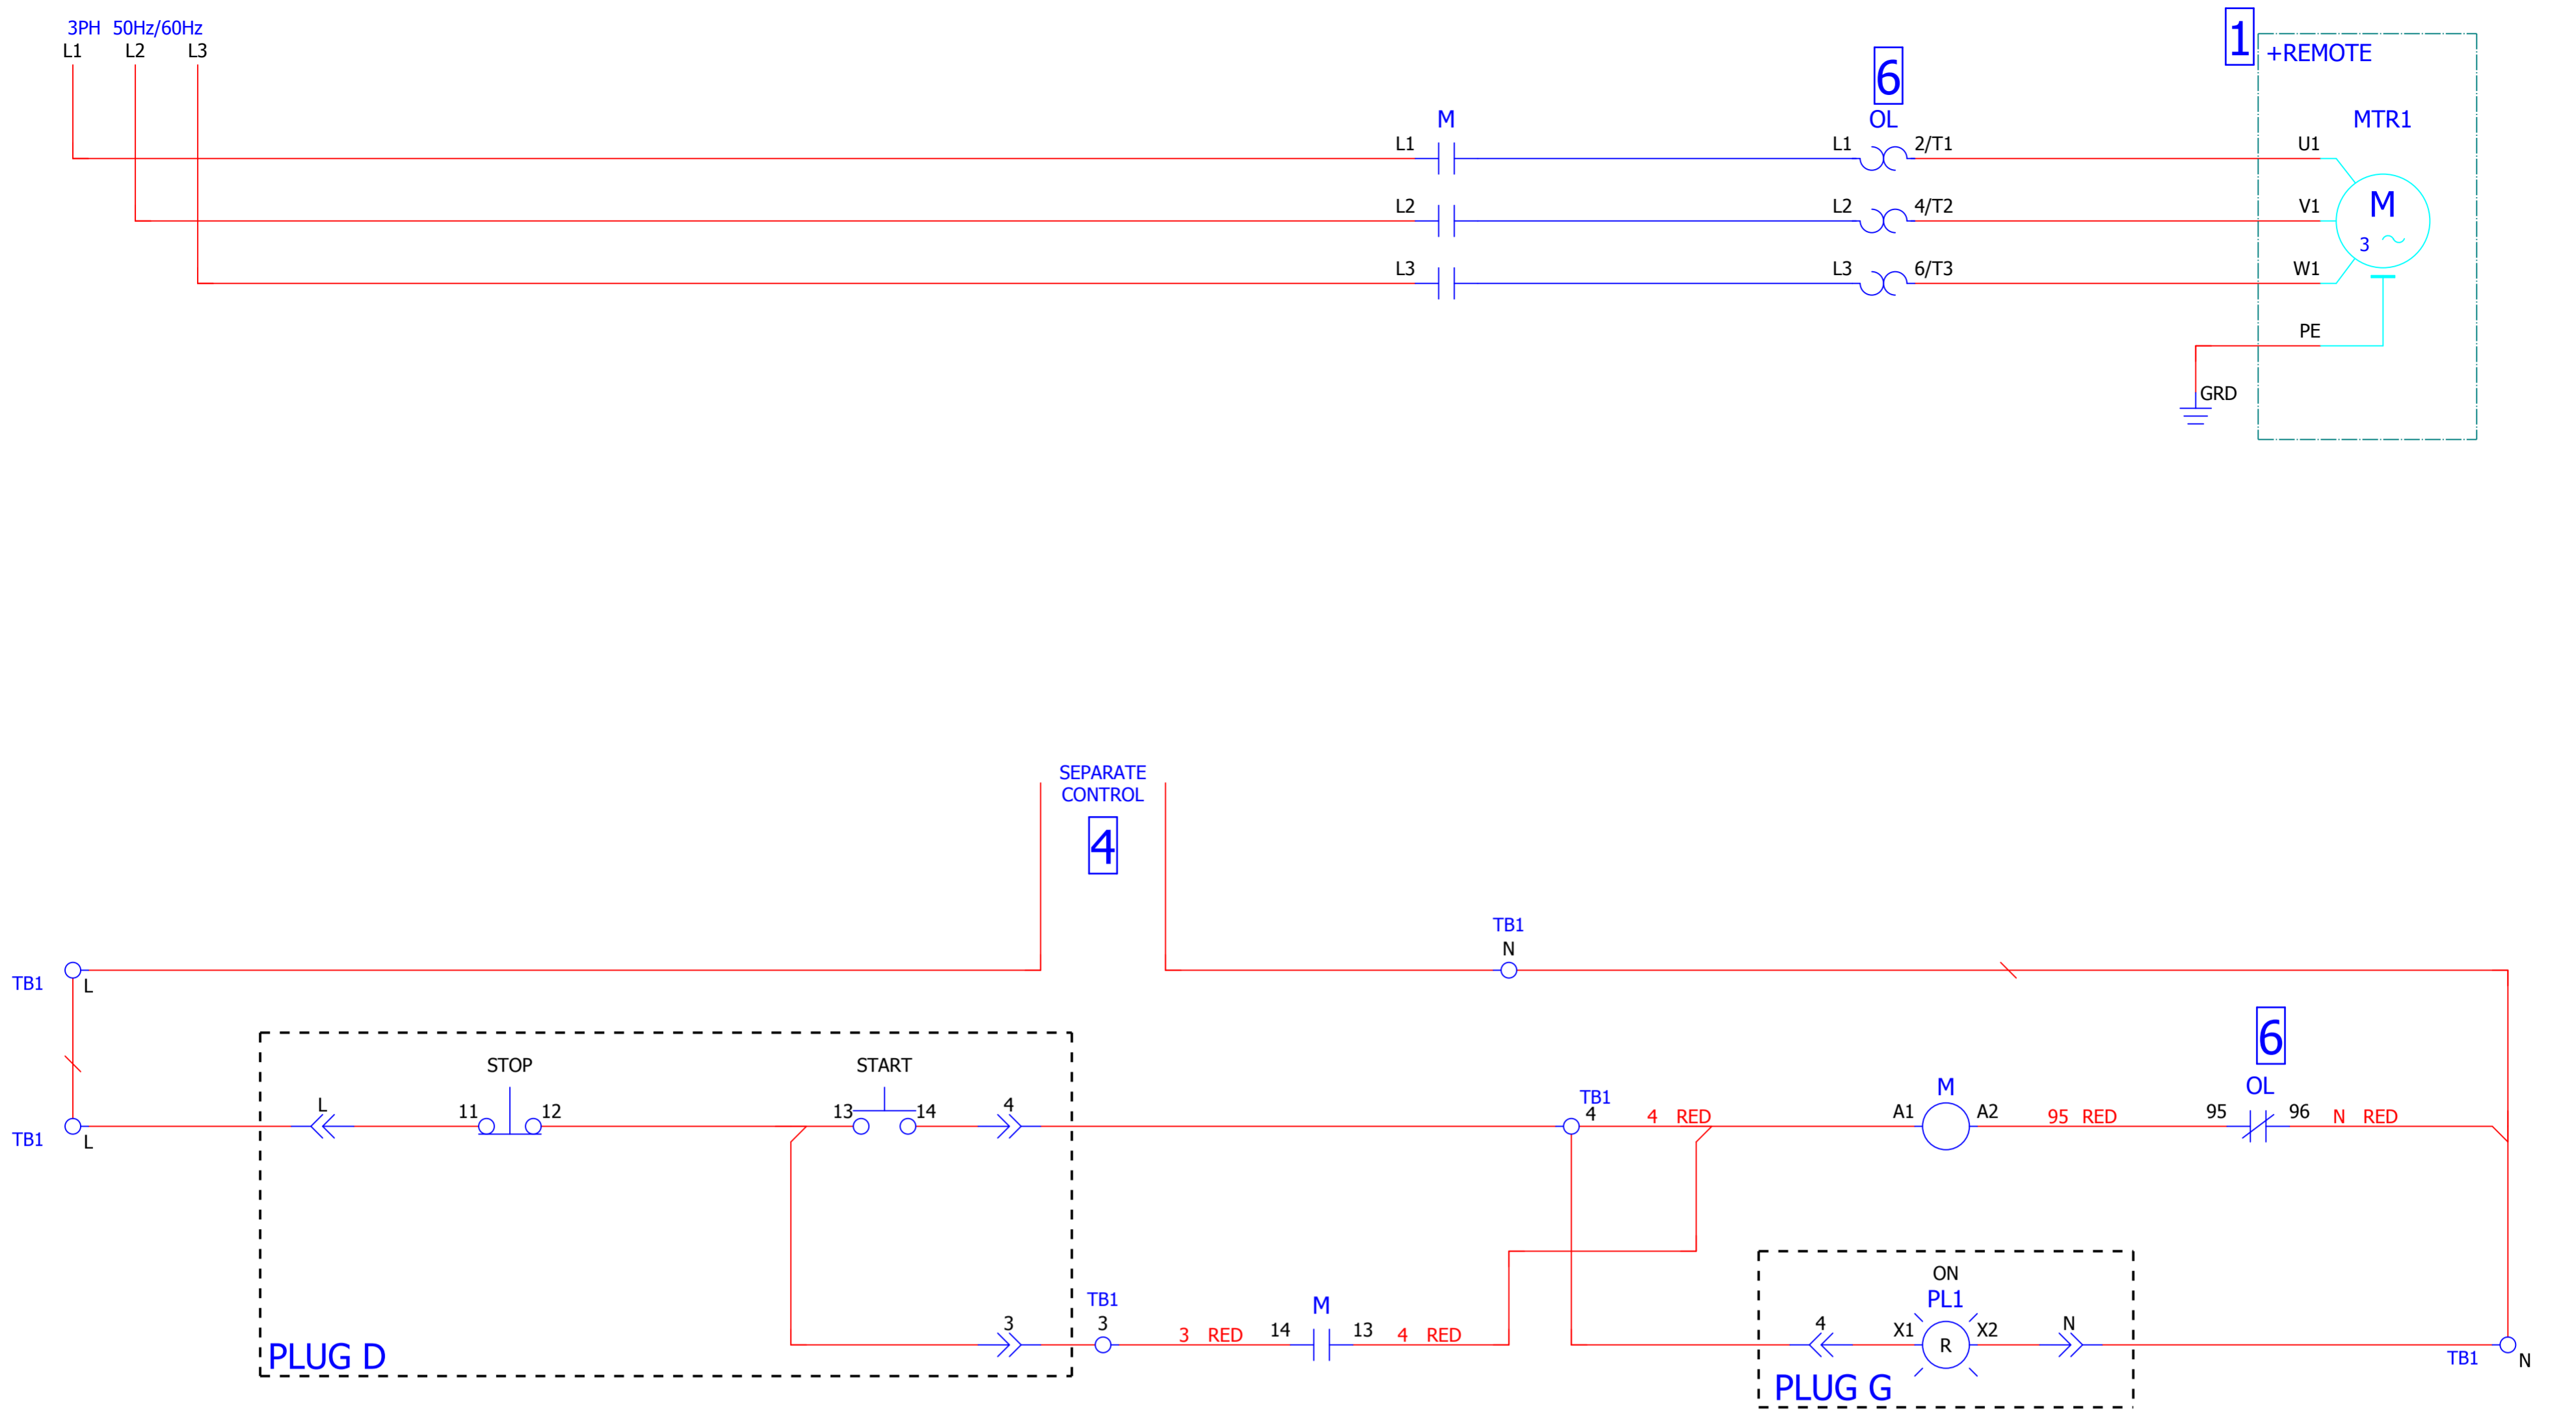 3PH 50Hz/60Hz
L1 L2 L3
1
+REMOTE
6
M
OL
MTR1
L1
L1
2/T1
U1
L2
L2
4/T2
V1
M
3
L3
L3
6/T3
W1
PE
GRD
SEPARATE
CONTROL
4
TB1
N
TB1
L
6
STOP
START
M
OL
L
11
12
13
14
4
TB1
4
4 RED
A1
A2
95 RED
95
96
N RED
TB1
L
ON
PL1
TB1
M
3
3
3 RED
14
13
4 RED
4
X1
R
X2
N
PLUG D
TB1
N
PLUG G